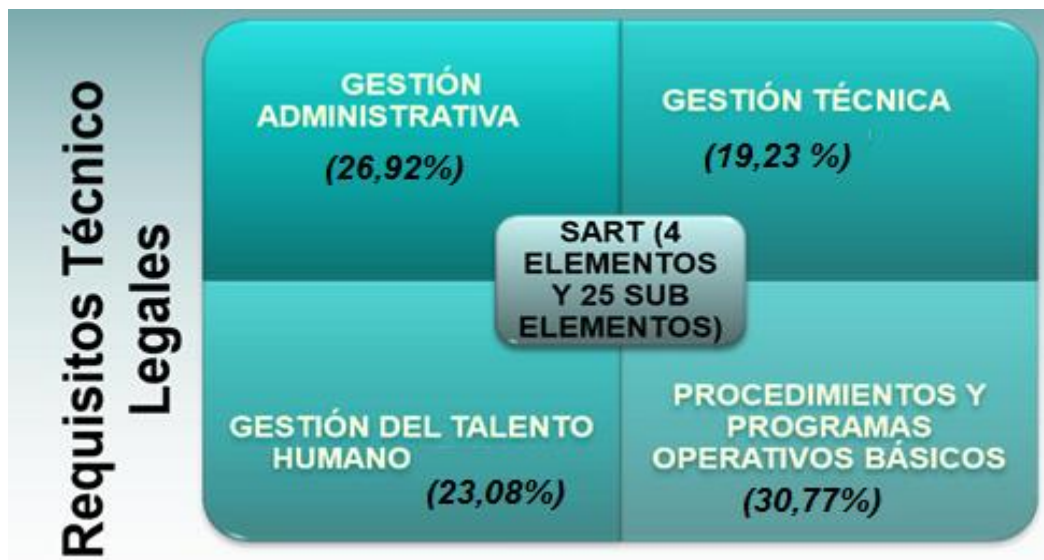 Requisitos Técnico
Legales
GESTIÓN
ADMINISTRATIVA
(26,92%)
GESTIÓN TÉCNICA
(19,23 %)
SART (4
ELEMENTOS
Y 25 SUB
ELEMENTOS)
GESTIÓN DEL TALENTO
HUMANO
(23,08%)
PROCEDIMIENTOS Y
PROGRAMAS
OPERATIVOS BÁSICOS
(30,77%)